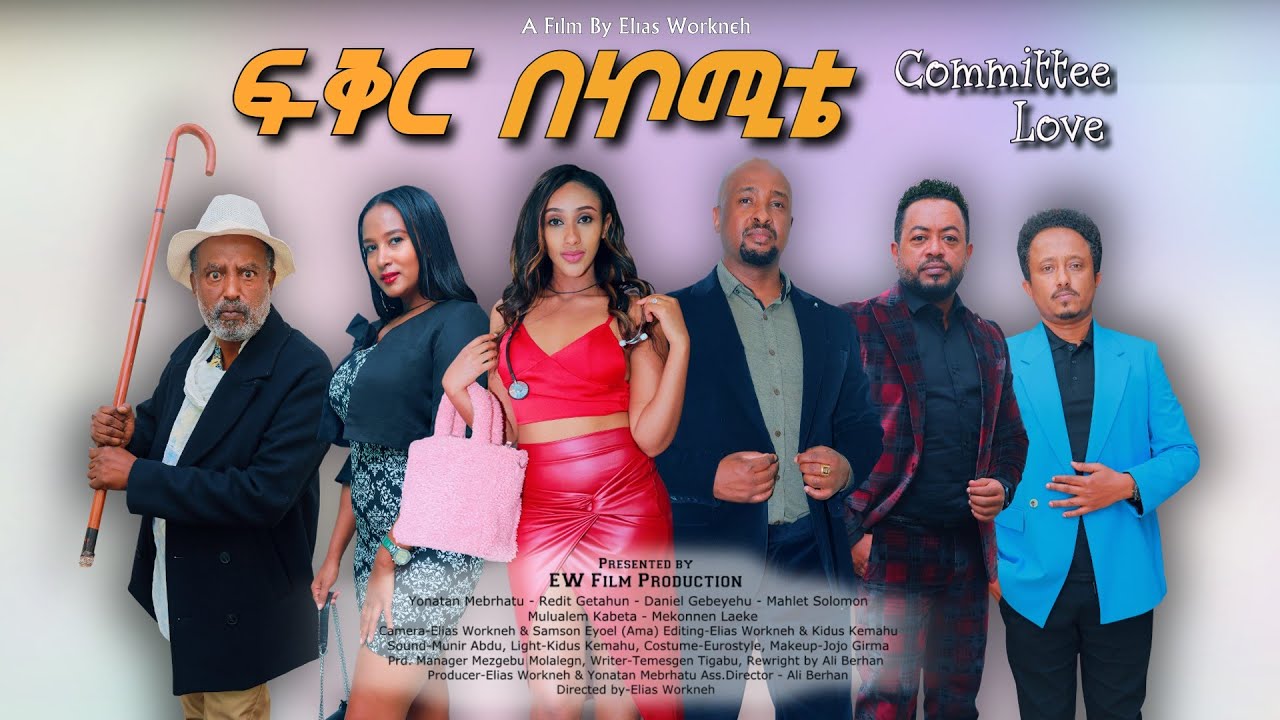 A Film By Elias Workneh
ፍቅር በኮሚቴ
Committee
Love
Presented by
EW Film Production
Yonatan Mebrhatu - Redit Getahun - Daniel Gebeyehu - Mahlet Solomon
Mulualem Kabeta - Mekonnen Laeke
Camera-Elias Workneh & Samson Eyoel (Ama) Editing-Elias Workneh & Kidus Kemahu
Sound-Munir Abdu, Light-Kidus Kemahu, Costume-Eurostyle, Makeup-Jojo Girma
Prd. Manager Mezgebu Molalegn, Writer-Temesgen Tigabu, Rewright by Ali Berhan
Producer-Elias Workneh & Yonatan Mebrhatu Ass.Director - Ali Berhan
Directed by-Elias Workneh